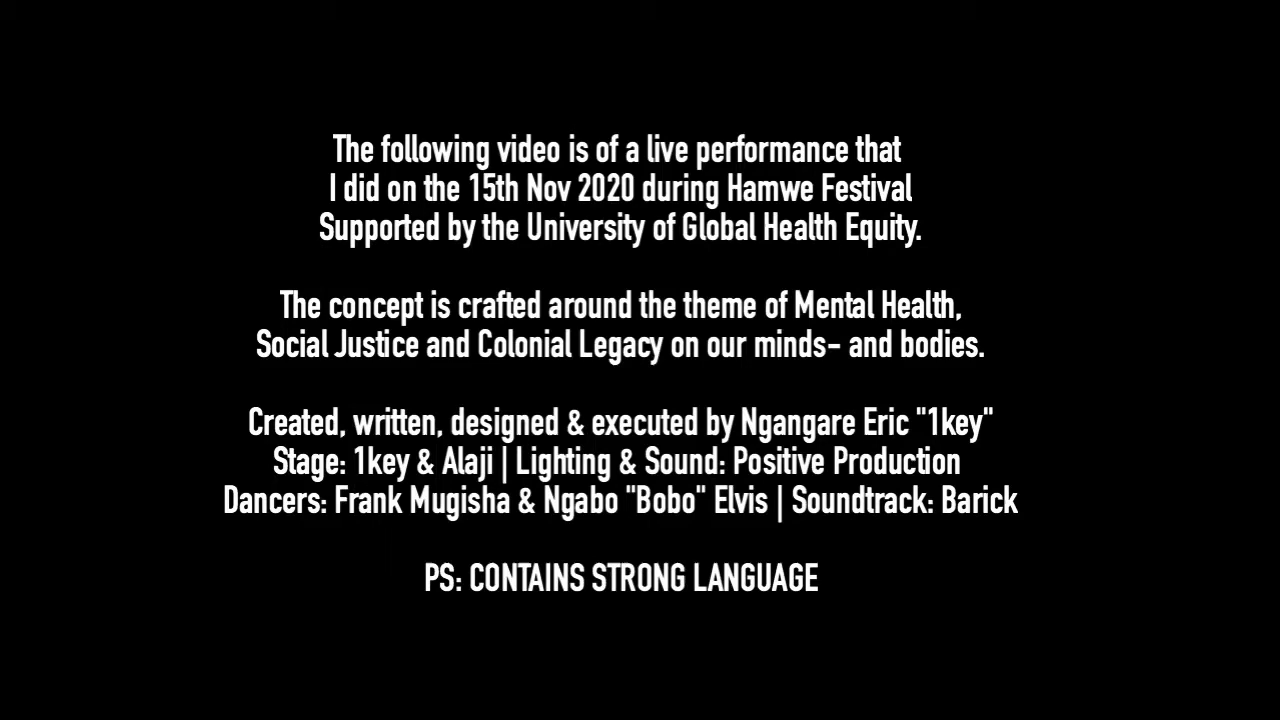 The following video is of a live performance that
I did on the 15th Nov 2020 during Hamwe Festival
Supported by the University of Global Health Equity.
The concept is crafted around the theme of Mental Health,
Social Justice and Colonial Legacy on our minds- and bodies.
Created, written, designed & executed by Ngangare Eric "1key"
Stage: 1key & Alaji | Lighting & Sound: Positive Production
Dancers: Frank Mugisha & Ngabo "Bobo" Elvis | Soundtrack: Barick
PS: CONTAINS STRONG LANGUAGE